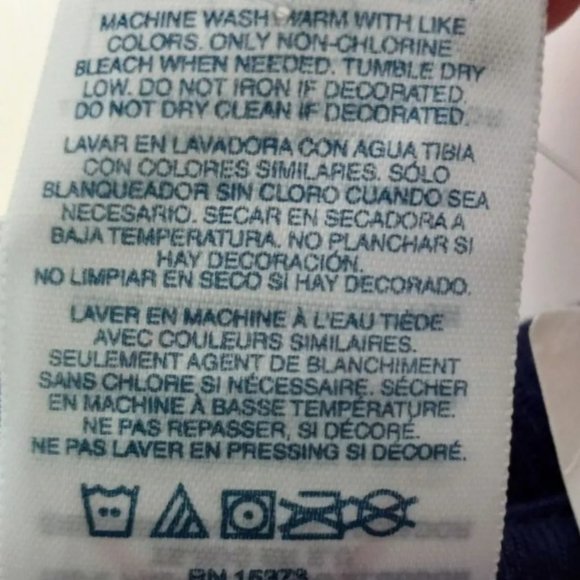 MACHINE WASH WARM WITH LIKE
COLORS. ONLY NON-CHLORINE
BLEACH WHEN NEEDED. TUMBLE DRY
LOW. DO NOT IRON IF DECORATED.
DO NOT DRY CLEAN IF DECORATED.
LAVAR EN LAVADORA CON AGUA TIBIA
CON COLORES SIMILARES. SÓLO
BLANQUEADOR SIN CLORO CUANDO SEA
NECESARIO. SECAR EN SECADORA A
BAJA TEMPERATURA. NO PLANCHAR SI
HAY DECORACIÓN.
NO LIMPIAR EN SECO SI HAY DECORADO.
LAVER EN MACHINE À L'EAU TIÈDE
AVEC COULEURS SIMILAIRES.
SEULEMENT AGENT DE BLANCHIMENT
SANS CHLORE SI NÉCESSAIRE. SÉCHER
EN MACHINE À BASSE TEMPÉRATURE.
NE PAS REPASSER, SI DÉCORÉ.
NE PAS LAVER EN PRESSING SI DÉCORÉ.
RN 15373